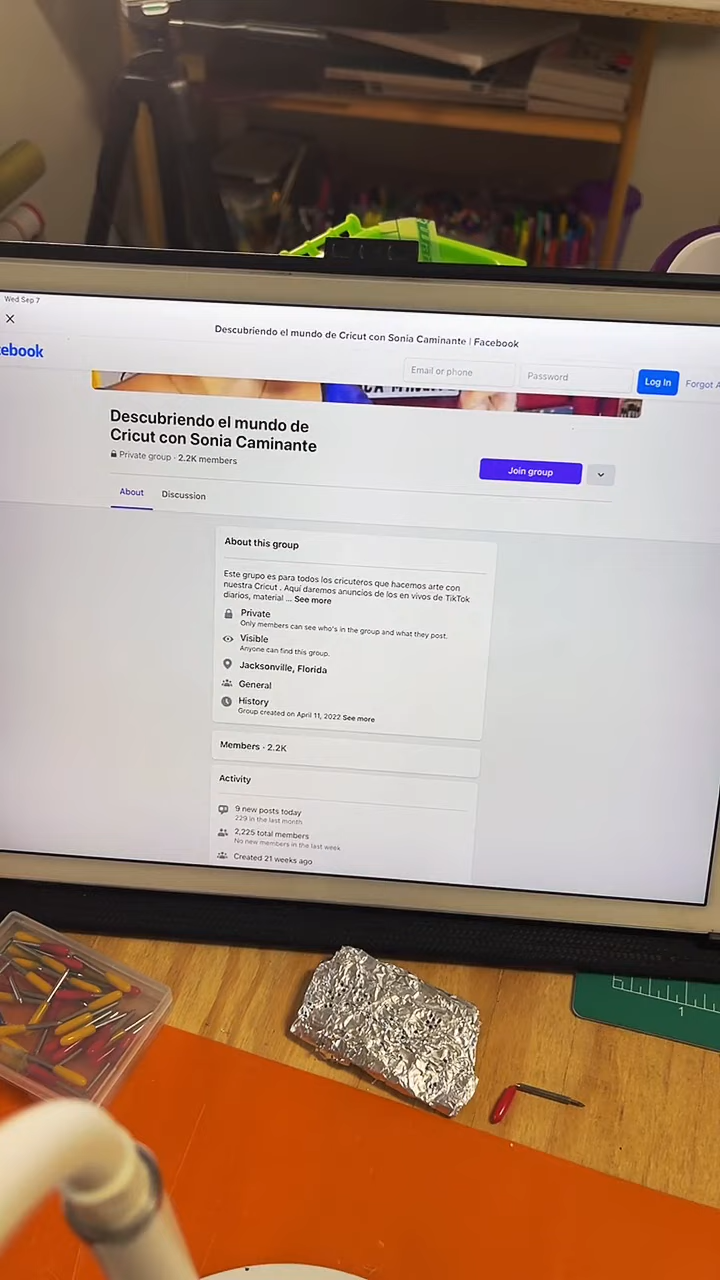 Wed Sep 7
Descubriendo el mundo de Cricut con Sonia Caminante | Facebook
ebook
Email or phone
Password
Log In
Forgot A
Descubriendo el mundo de
Cricut con Sonia Caminante
Private group · 2.2K members
Join group
About
Discussion
About this group
Este grupo es para todos los cricuteros que hacemos arte con
nuestra Cricut . Aquí daremos anuncios de los en vivos de TikTok
diarios, material ... See more
Private
Only members can see who's in the group and what they post.
Visible
Anyone can find this group.
Jacksonville, Florida
General
History
Group created on April 11, 2022 See more
Members · 2.2K
Activity
9 new posts today
229 in the last month
2,225 total members
No new members in the last week
Created 21 weeks ago
1